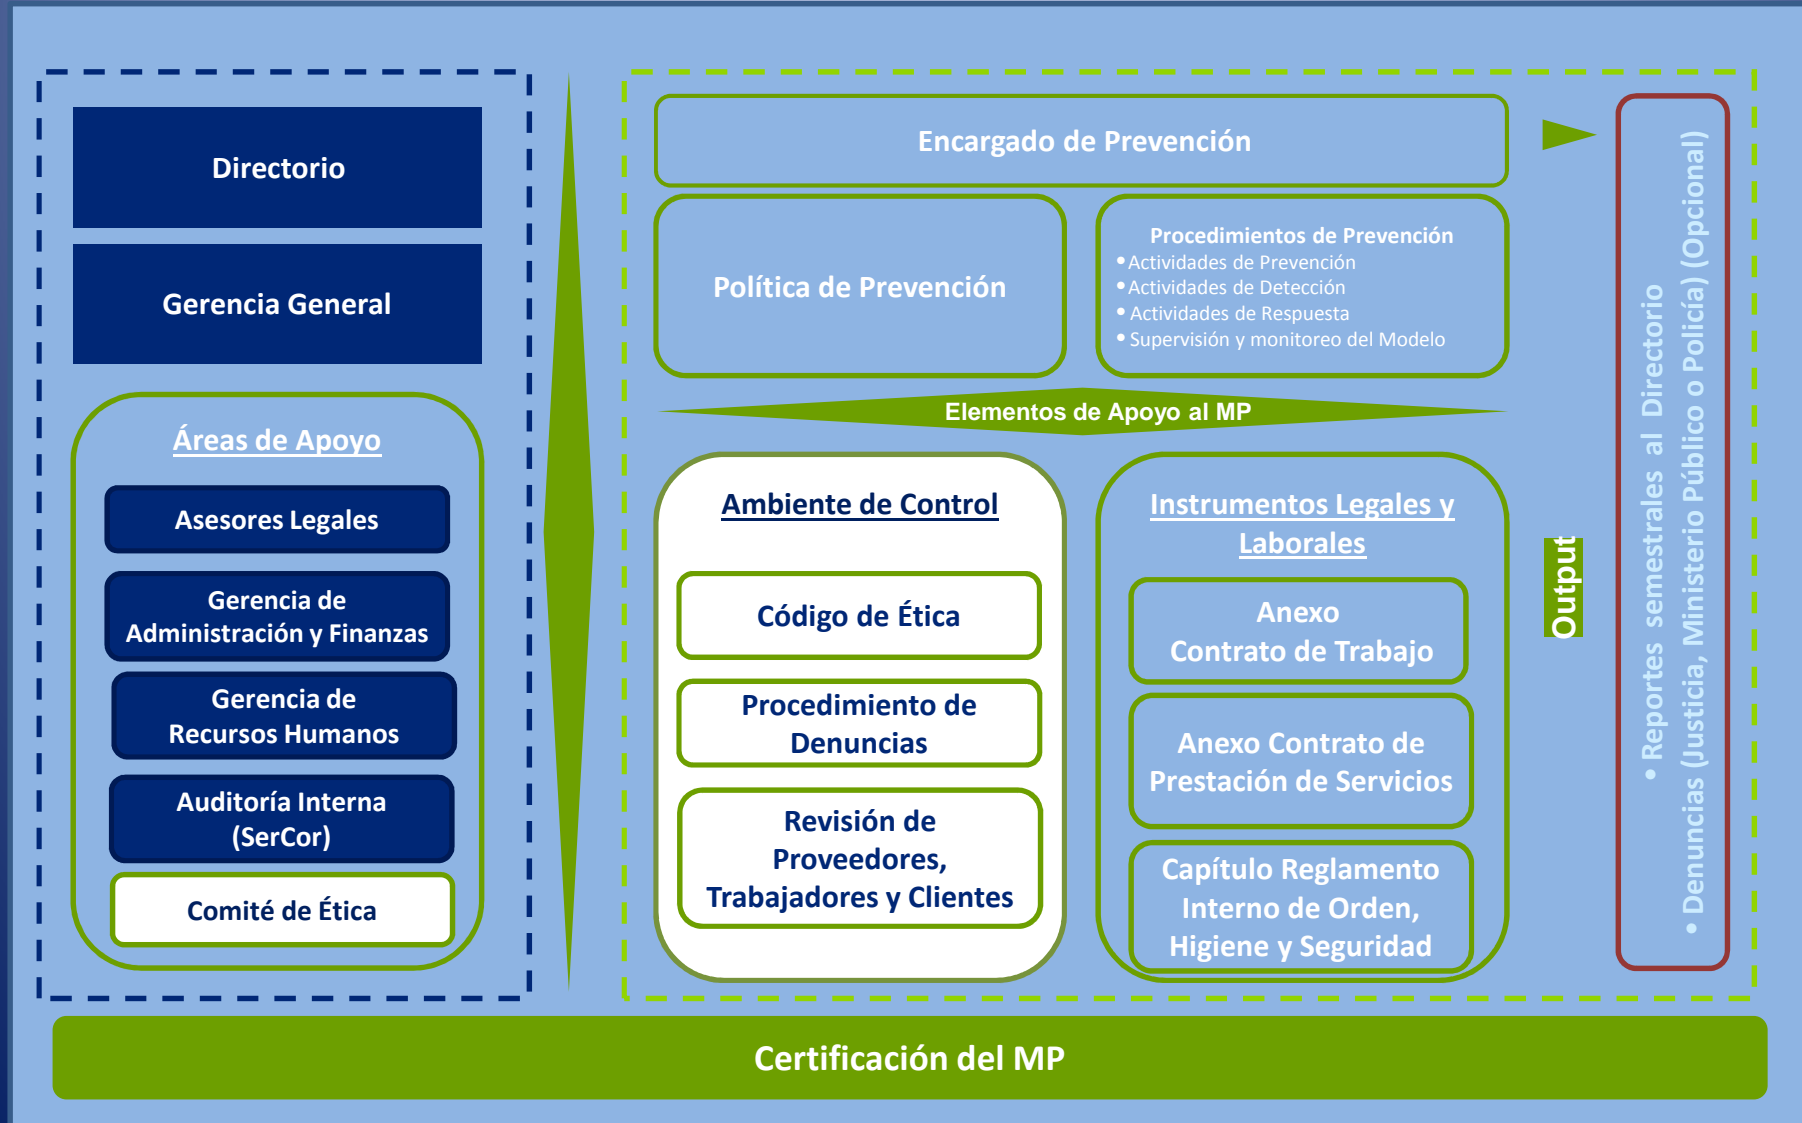 Directorio
Gerencia General
Áreas de Apoyo
Asesores Legales
Gerencia de
Administración y Finanzas
Gerencia de
Recursos Humanos
Auditoría Interna
(SerCor)
Comité de Ética
Encargado de Prevención
Política de Prevención
Procedimientos de Prevención
• Actividades de Prevención
• Actividades de Detección
• Actividades de Respuesta
• Supervisión y monitoreo del Modelo
Elementos de Apoyo al MP
Ambiente de Control
Código de Ética
Procedimiento de
Denuncias
Revisión de
Proveedores,
Trabajadores y Clientes
Instrumentos Legales y
Laborales
Anexo
Contrato de Trabajo
Anexo Contrato de
Prestación de Servicios
Capítulo Reglamento
Interno de Orden,
Higiene y Seguridad
Output
• Reportes semestrales al Directorio
• Denuncias (Justicia, Ministerio Público o Policía) (Opcional)
Certificación del MP